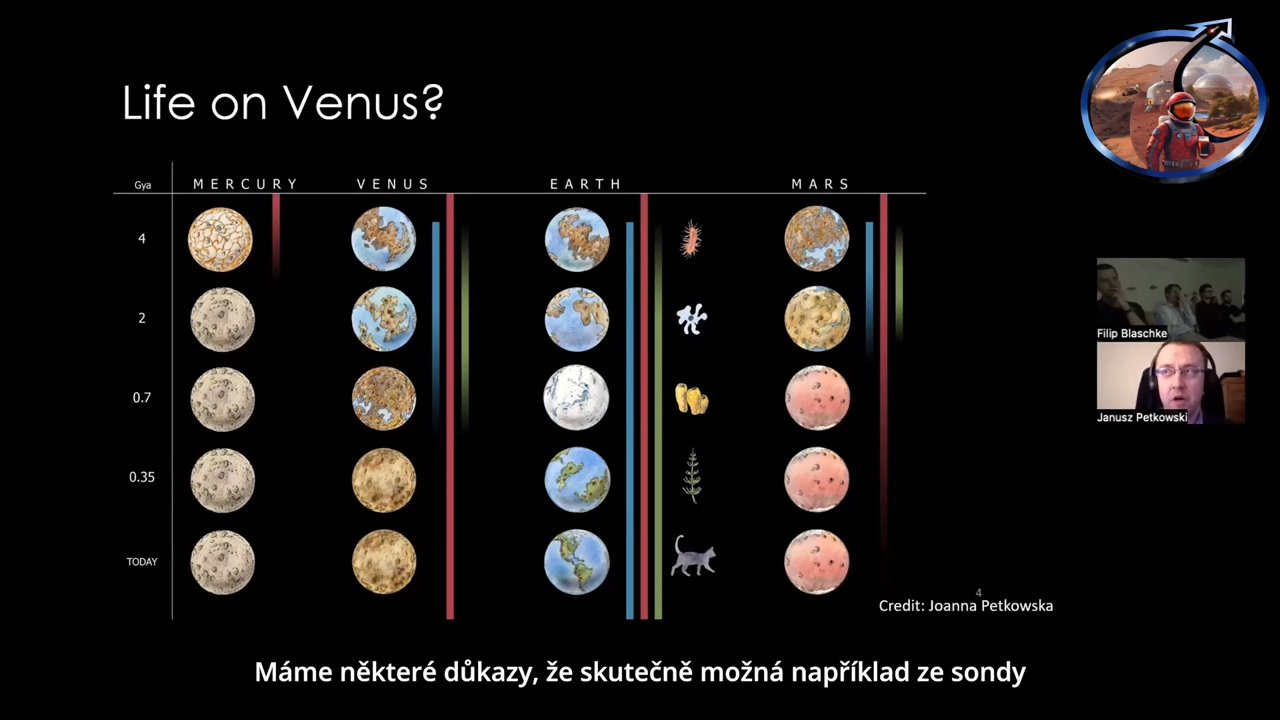 Life on Venus?
Gya
MERCURY
VENUS
EARTH
MARS
4
2
0.7
0.35
TODAY
4
Credit: Joanna Petkowska
Filip Blaschke
Janusz Petkowski
Máme některé důkazy, že skutečně možná například ze sondy